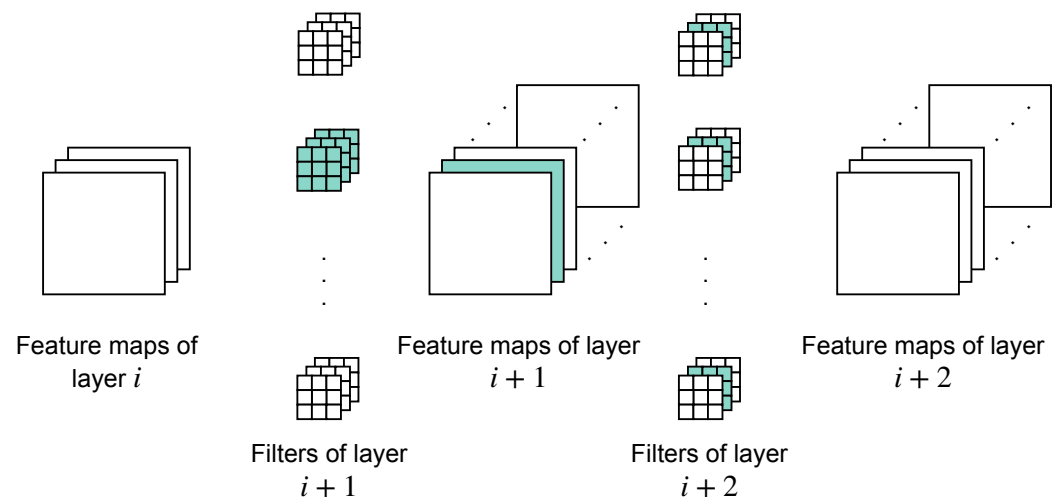 Feature maps of
layer i
Filters of layer
i + 1
Feature maps of layer
i + 1
Filters of layer
i + 2
Feature maps of layer
i + 2